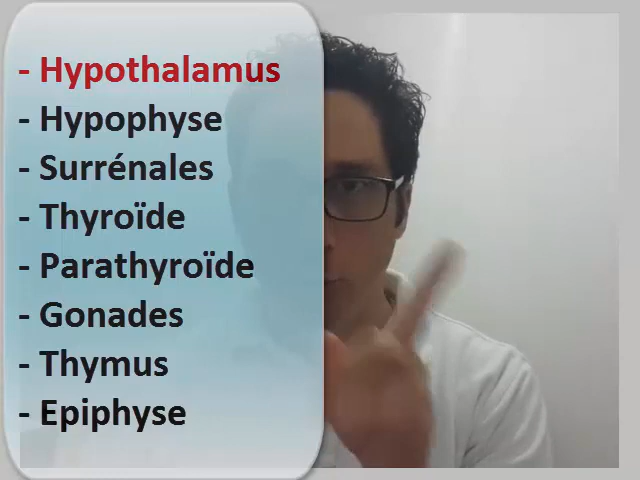 - Hypothalamus
- Hypophyse
- Surrénales
- Thyroïde
- Parathyroïde
- Gonades
- Thymus
- Epiphyse